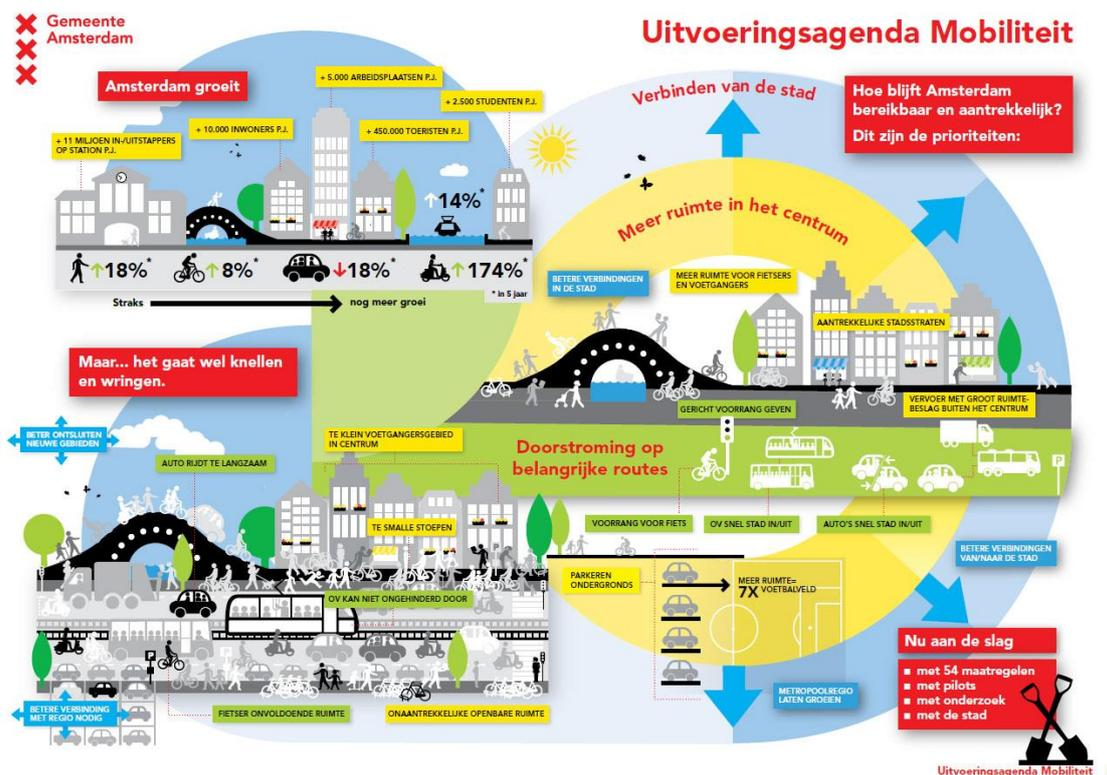 Gemeente
Amsterdam
Uitvoeringsagenda Mobiliteit
Amsterdam groeit
+ 5.000 ARBEIDSPLAATSEN P.J.
+ 2.500 STUDENTEN P.J.
+ 10.000 INWONERS P.J.
+ 450.000 TOERISTEN P.J.
+ 11 MILJOEN IN-/UITSTAPPERS
OP STATION P.J.
14%*
18%*
8%*
18%*
174%*
* in 5 jaar
Straks
nog meer groei
Verbinden van de stad
Hoe blijft Amsterdam
bereikbaar en aantrekkelijk?
Dit zijn de prioriteiten:
Meer ruimte in het centrum
BETERE VERBINDINGEN
IN DE STAD
MEER RUIMTE VOOR FIETSERS
EN VOETGANGERS
AANTREKKELIJKE STADSSTRATEN
GERICHT VOORRANG GEVEN
VERVOER MET GROOT RUIMTE-
BESLAG BUITEN HET CENTRUM
Doorstroming op
belangrijke routes
P
VOORRANG VOOR FIETS
OV SNEL STAD IN/UIT
AUTO'S SNEL STAD IN/UIT
Maar... het gaat wel knellen
en wringen.
BETER ONTSLUITEN
NIEUWE GEBIEDEN
AUTO RIJDT TE LANGZAAM
TE KLEIN VOETGANGERSGEBIED
IN CENTRUM
TE SMALLE STOEPEN
OV KAN NIET ONGEHINDERD DOOR
P
BETERE VERBINDING
MET REGIO NODIG
FIETSER ONVOLDOENDE RUIMTE
ONAANTREKKELIJKE OPENBARE RUIMTE
PARKEREN
ONDERGRONDS
MEER RUIMTE=
7X VOETBALVELD
BETERE VERBINDINGEN
VAN/NAAR DE STAD
METROPOOLREGIO
LATEN GROEIEN
Nu aan de slag
met 54 maatregelen
met pilots
met onderzoek
met de stad
Uitvoeringsagenda Mobiliteit